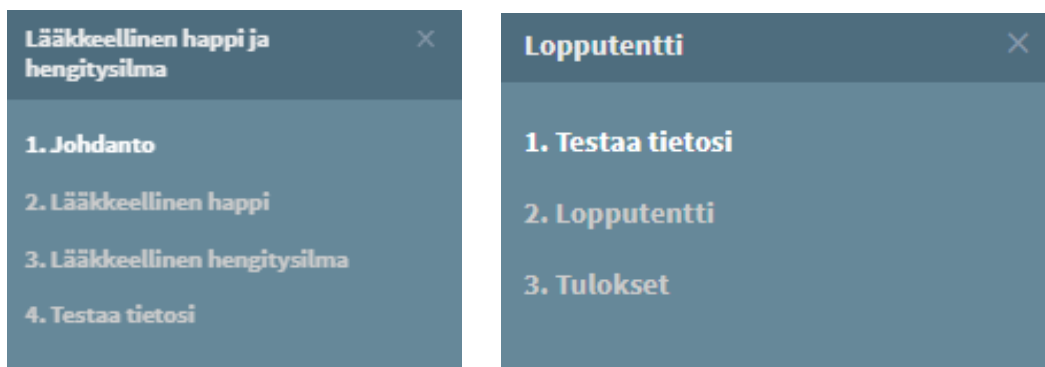 Lääkkeellinen happi ja
hengitysilma
1. Johdanto
2. Lääkkeellinen happi
3. Lääkkeellinen hengitysilma
4. Testaa tietosi
Lopputentti
1. Testaa tietosi
2. Lopputentti
3. Tulokset